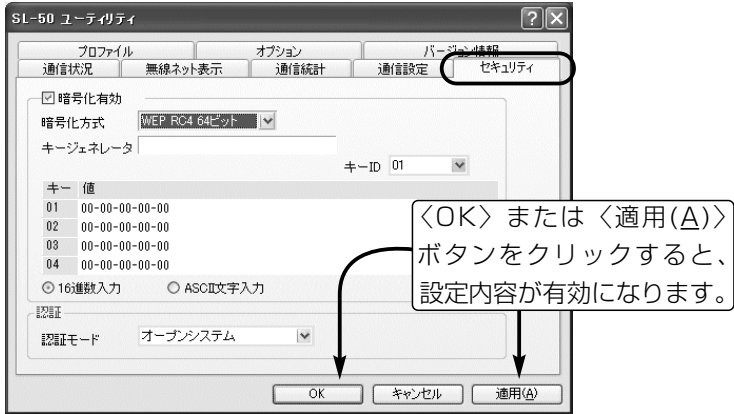 SL-50 ユーティリティ
プロファイル オプション バージョン情報
通信状況 無線ネット表示 通信統計 通信設定 セキュリティ
暗号化有効
暗号化方式 WEP RC4 64ビット
キージェネレータ
キーID 01
キー 値
01 00-00-00-00-00
02 00-00-00-00-00
03 00-00-00-00-00
04 00-00-00-00-00
16進数入力 ASCII文字入力
認証
認証モード オープンシステム
OK キャンセル 適用(A)
〈OK〉または〈適用(A)〉
ボタンをクリックすると、
設定内容が有効になります。